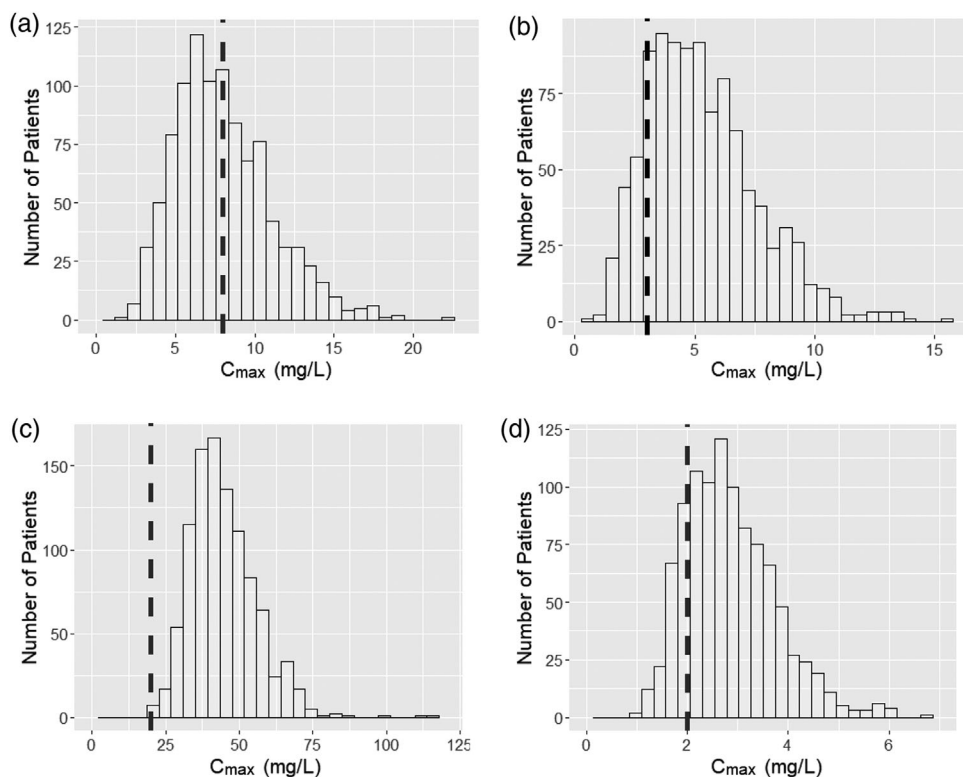 (a)
125
100
75
50
25
0
Number of Patients
0 5 10 15 20
Cmax (mg/L)
(b)
75
50
25
0
Number of Patients
0 5 10 15
Cmax (mg/L)
(c)
150
100
50
0
Number of Patients
0 25 50 75 100 125
Cmax (mg/L)
(d)
125
100
75
50
25
0
Number of Patients
0 2 4 6
Cmax (mg/L)